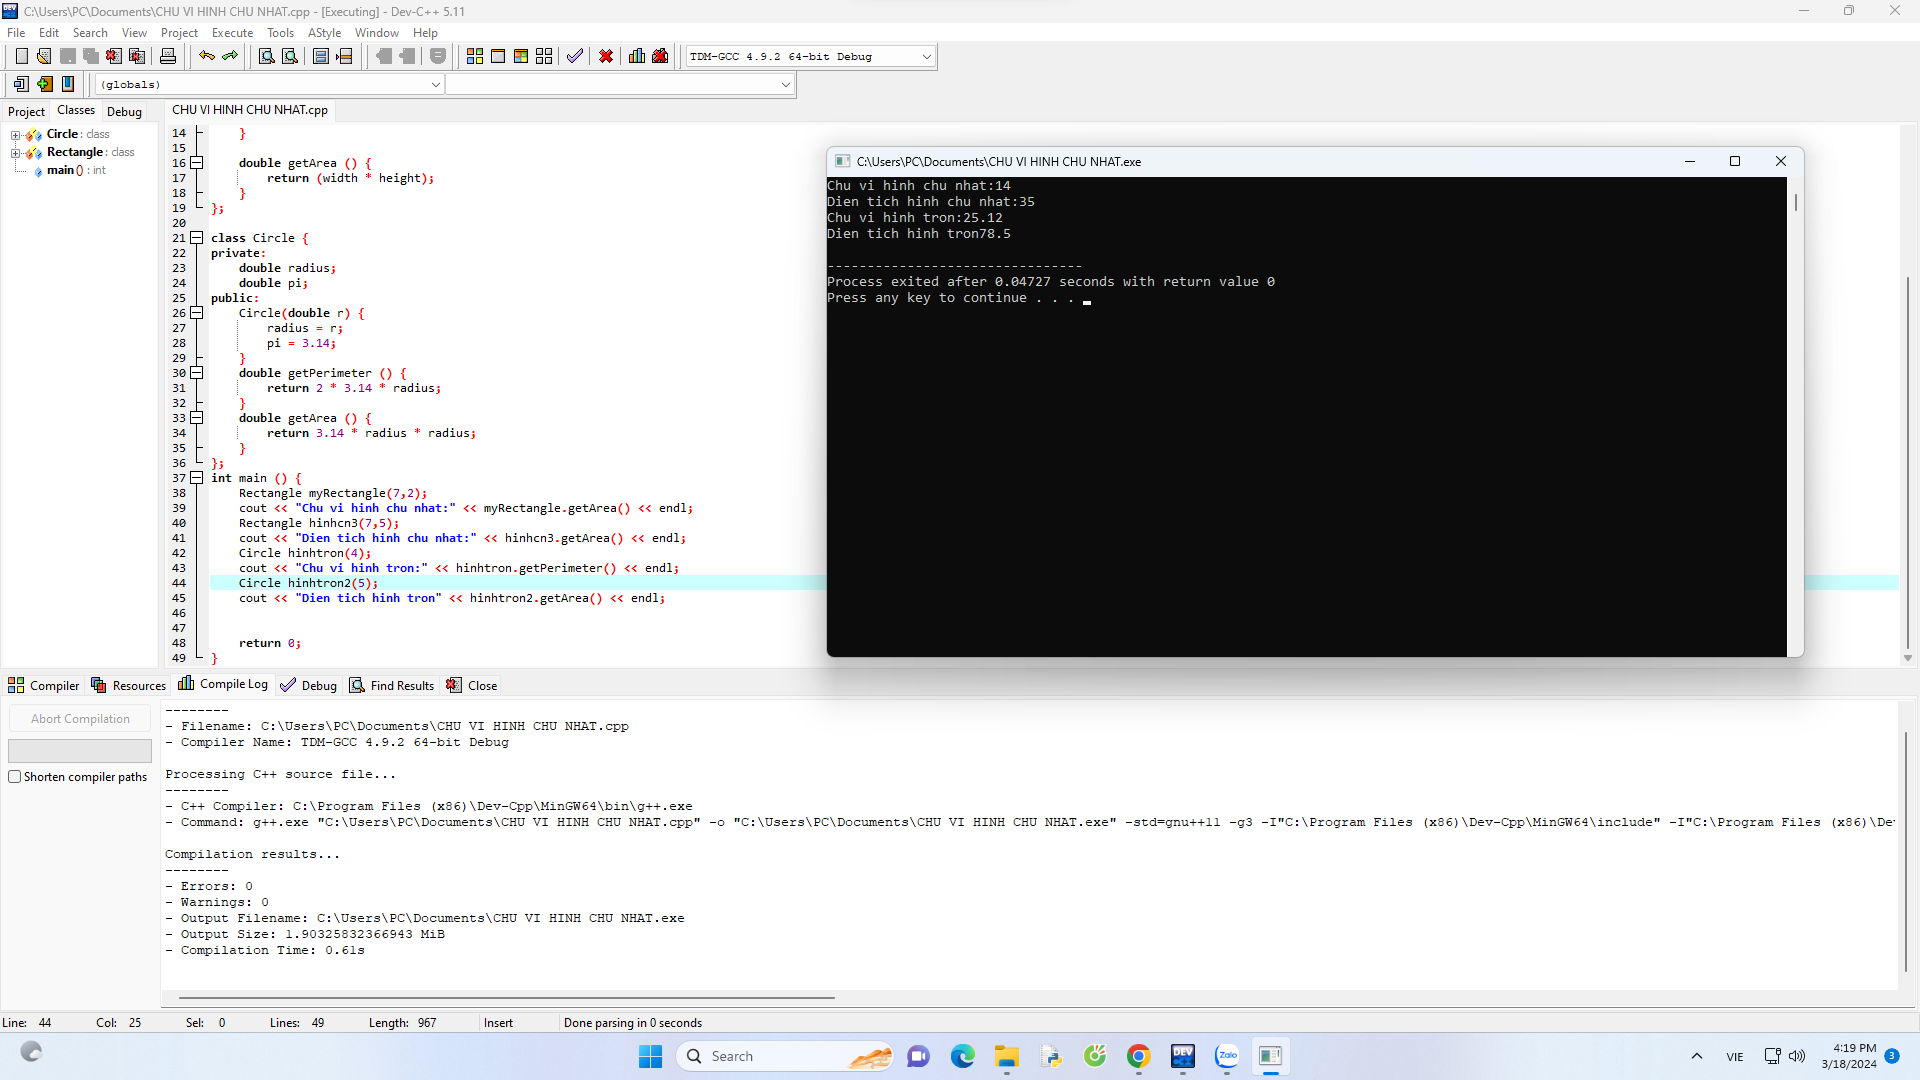 C:\Users\PC\Documents\CHU VI HINH CHU NHAT.cpp - [Executing] - Dev-C++ 5.11
File Edit Search View Project Execute Tools AStyle Window Help
TDM-GCC 4.9.2 64-bit Debug
(globals)
Project Classes Debug
CHU VI HINH CHU NHAT.cpp
Circle : class
Rectangle : class
main () : int
14 }
15
16 double getArea () {
17 return (width * height);
18 }
19 };
20
21 class Circle {
22 private:
23 double radius;
24 double pi;
25 public:
26 Circle(double r) {
27 radius = r;
28 pi = 3.14;
29 }
30 double getPerimeter () {
31 return 2 * 3.14 * radius;
32 }
33 double getArea () {
34 return 3.14 * radius * radius;
35 }
36 };
37 int main () {
38 Rectangle myRectangle(7,2);
39 cout << "Chu vi hinh chu nhat:" << myRectangle.getArea() << endl;
40 Rectangle hinhcn3(7,5);
41 cout << "Dien tich hinh chu nhat:" << hinhcn3.getArea() << endl;
42 Circle hinhtron(4);
43 cout << "Chu vi hinh tron:" << hinhtron.getPerimeter() << endl;
44 Circle hinhtron2(5);
45 cout << "Dien tich hinh tron" << hinhtron2.getArea() << endl;
46
47
48 return 0;
49 }
C:\Users\PC\Documents\CHU VI HINH CHU NHAT.exe
Chu vi hinh chu nhat:14
Dien tich hinh chu nhat:35
Chu vi hinh tron:25.12
Dien tich hinh tron78.5
--------------------------------
Process exited after 0.04727 seconds with return value 0
Press any key to continue . . .
Compiler Resources Compile Log Debug Find Results Close
Abort Compilation
Shorten compiler paths
--------
- Filename: C:\Users\PC\Documents\CHU VI HINH CHU NHAT.cpp
- Compiler Name: TDM-GCC 4.9.2 64-bit Debug
Processing C++ source file...
--------
- C++ Compiler: C:\Program Files (x86)\Dev-Cpp\MinGW64\bin\g++.exe
- Command: g++.exe "C:\Users\PC\Documents\CHU VI HINH CHU NHAT.cpp" -o "C:\Users\PC\Documents\CHU VI HINH CHU NHAT.exe" -std=gnu++11 -g3 -I"C:\Program Files (x86)\Dev-Cpp\MinGW64\include" -I"C:\Program Files (x86)\De
Compilation results...
--------
- Errors: 0
- Warnings: 0
- Output Filename: C:\Users\PC\Documents\CHU VI HINH CHU NHAT.exe
- Output Size: 1.90325832366943 MiB
- Compilation Time: 0.61s
Line: 44 Col: 25 Sel: 0 Lines: 49 Length: 967 Insert Done parsing in 0 seconds
Search
DEV
Zalo
VIE
4:19 PM
3/18/2024
3